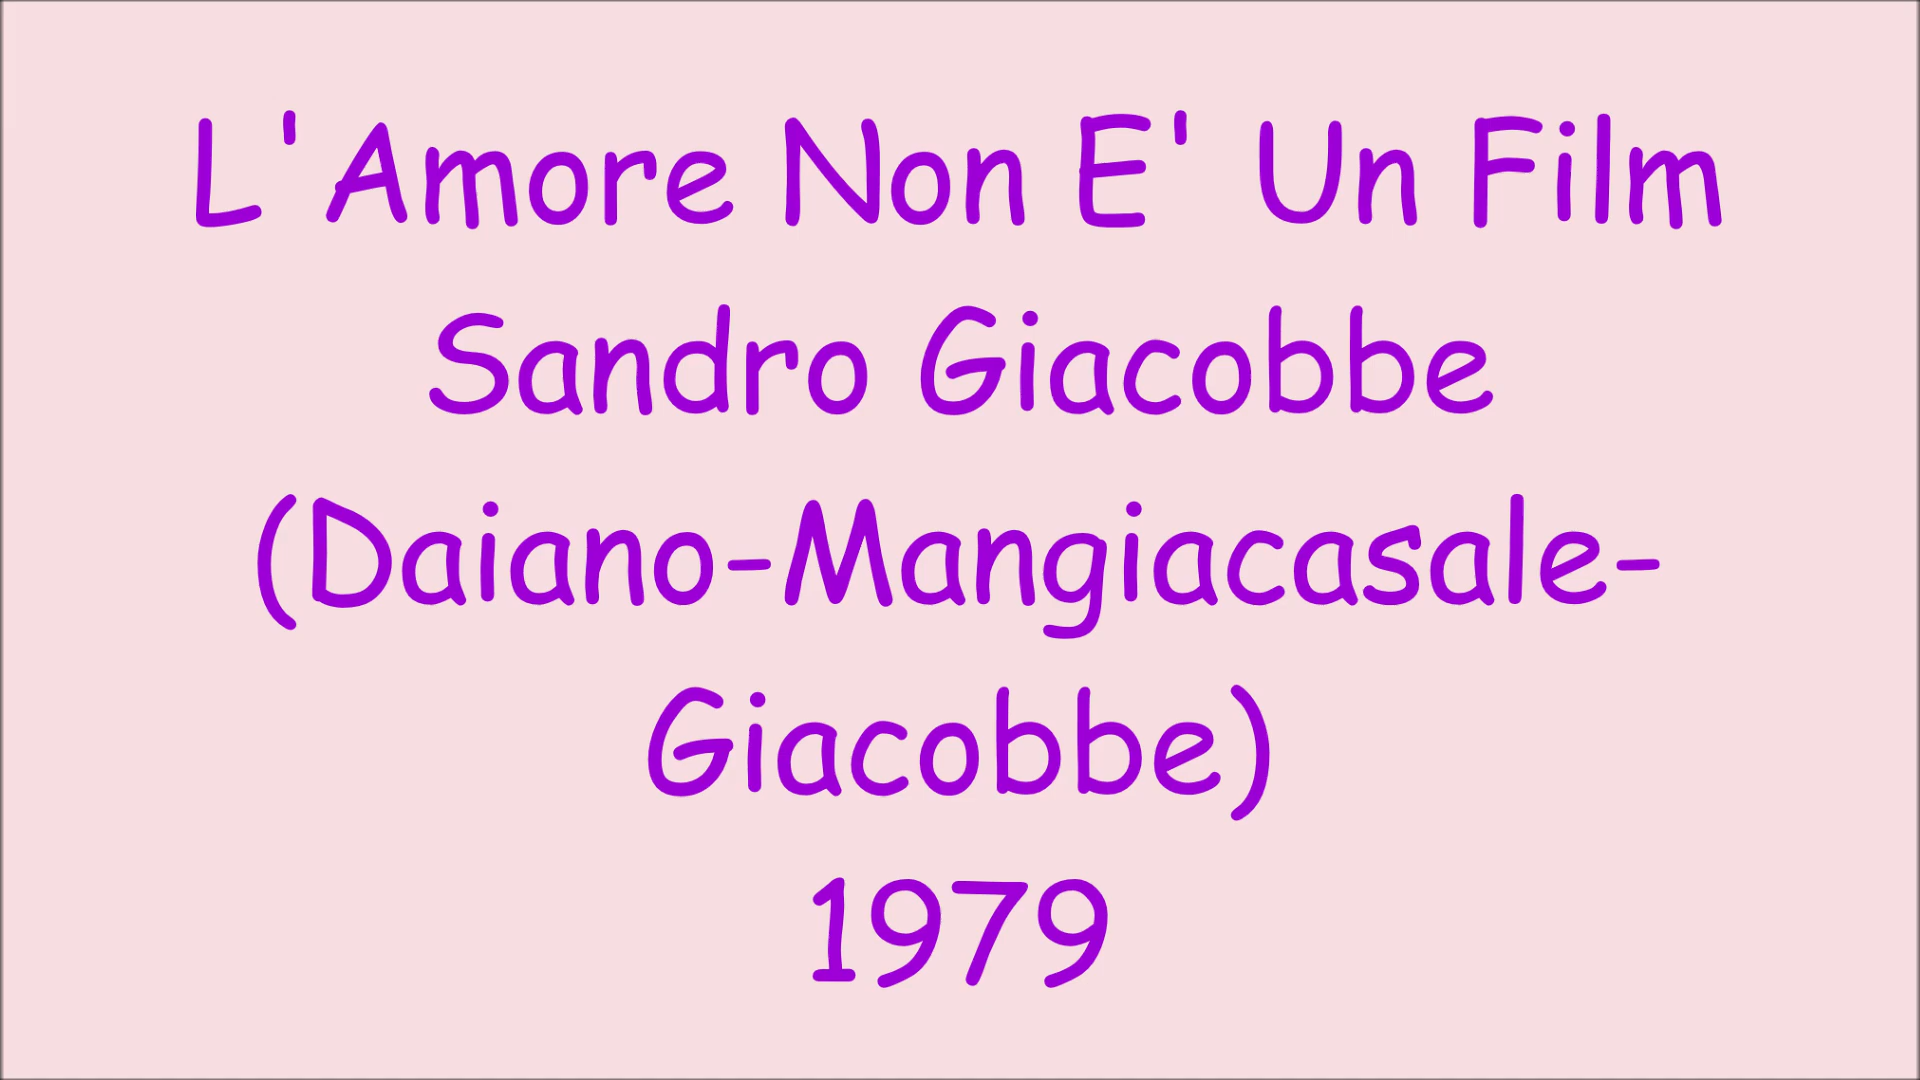 L'Amore Non E' Un Film
Sandro Giacobbe
(Daiano-Mangiacasale-
Giacobbe)
1979